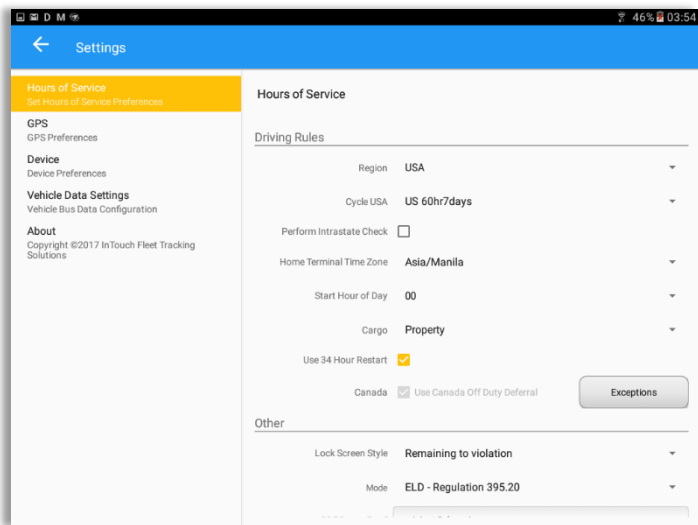 D M 46% 03:54
Settings
Hours of Service
Set Hours of Service Preferences
GPS
GPS Preferences
Device
Device Preferences
Vehicle Data Settings
Vehicle Bus Data Configuration
About
Copyright ©2017 InTouch Fleet Tracking
Solutions
Hours of Service
Driving Rules
Region USA
Cycle USA US 60hr7days
Perform Intrastate Check
Home Terminal Time Zone Asia/Manila
Start Hour of Day 00
Cargo Property
Use 34 Hour Restart
Canada Use Canada Off Duty Deferral Exceptions
Other
Lock Screen Style Remaining to violation
Mode ELD - Regulation 395.20